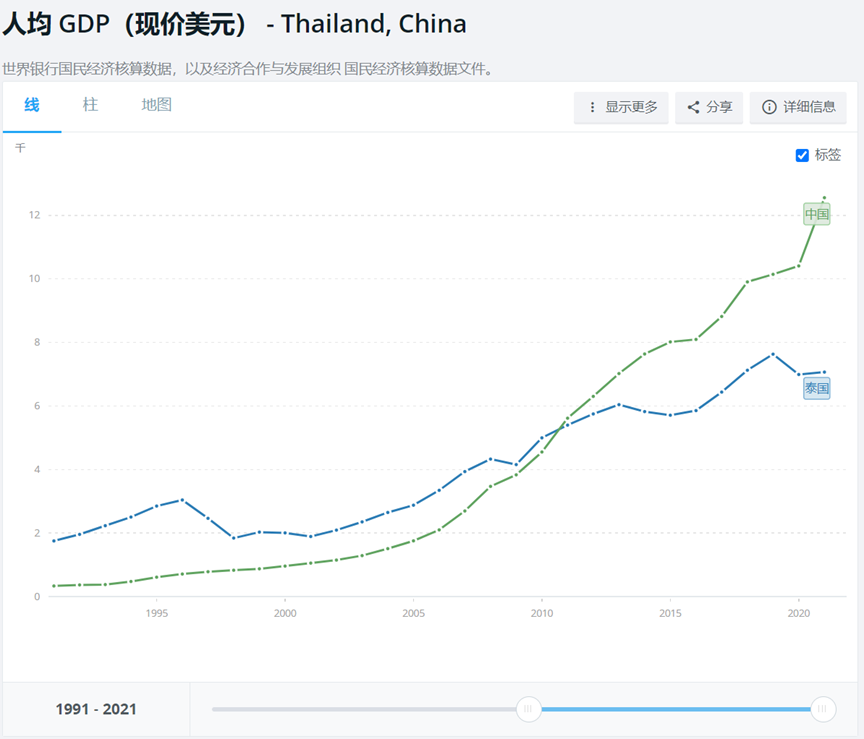 人均 GDP（现价美元） - Thailand, China
世界银行国民经济核算数据，以及经济合作与发展组织 国民经济核算数据文件。
线 柱 地图 显示更多 分享 详细信息
千
标签
12
中国
10
8
泰国
6
4
2
0
1995 2000 2005 2010 2015 2020
1991 - 2021